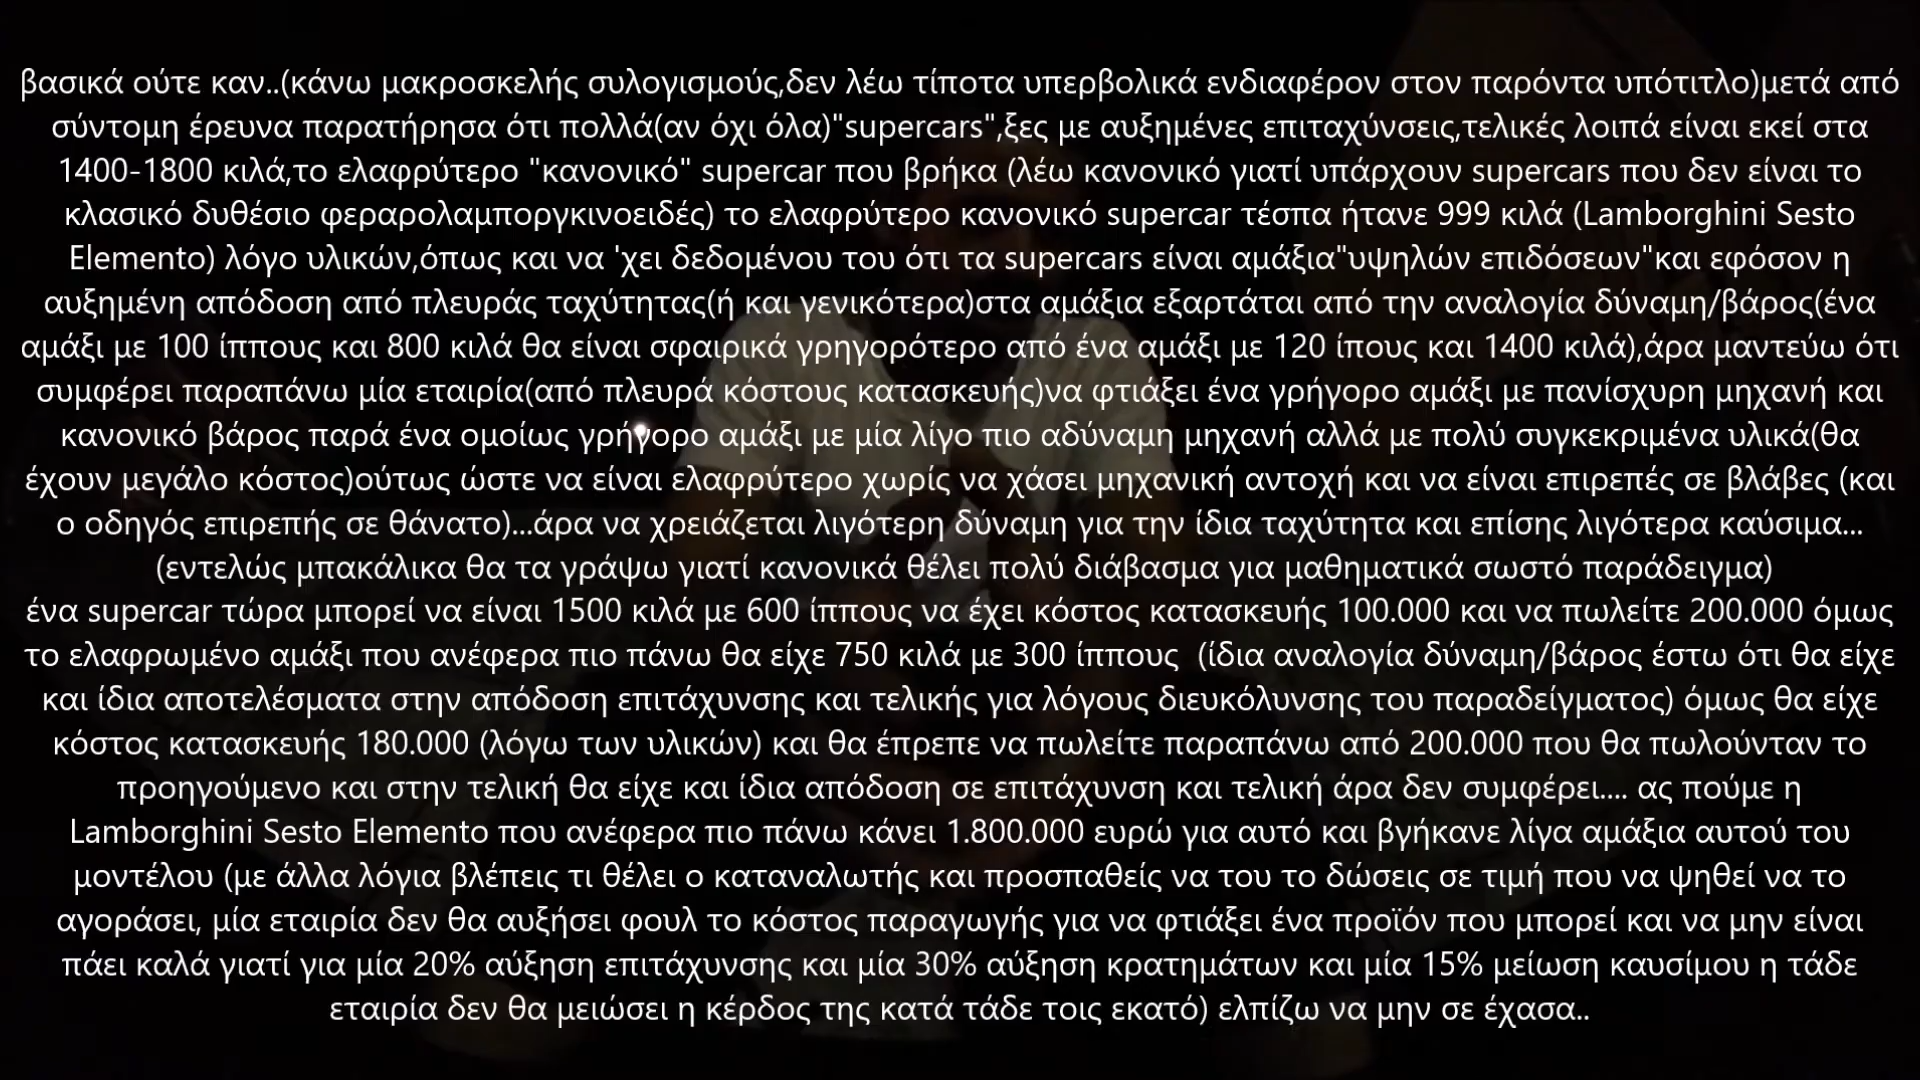 βασικά ούτε καν..(κάνω μακροσκελής συλογισμούς,δεν λέω τίποτα υπερβολικά ενδιαφέρον στον παρόντα υπότιτλο)μετά από
σύντομη έρευνα παρατήρησα ότι πολλά(αν όχι όλα)"supercars",ξες με αυξημένες επιταχύνσεις,τελικές λοιπά είναι εκεί στα
1400-1800 κιλά,το ελαφρύτερο "κανονικό" supercar που βρήκα (λέω κανονικό γιατί υπάρχουν supercars που δεν είναι το
κλασικό δυθέσιο φεραρολαμποργκινοειδές) το ελαφρύτερο κανονικό supercar τέσπα ήτανε 999 κιλά (Lamborghini Sesto
Elemento) λόγο υλικών,όπως και να 'χει δεδομένου του ότι τα supercars είναι αμάξια"υψηλών επιδόσεων"και εφόσον η
αυξημένη απόδοση από πλευράς ταχύτητας(ή και γενικότερα)στα αμάξια εξαρτάται από την αναλογία δύναμη/βάρος(ένα
αμάξι με 100 ίππους και 800 κιλά θα είναι σφαιρικά γρηγορότερο από ένα αμάξι με 120 ίπους και 1400 κιλά),άρα μαντεύω ότι
συμφέρει παραπάνω μία εταιρία(από πλευρά κόστους κατασκευής)να φτιάξει ένα γρήγορο αμάξι με πανίσχυρη μηχανή και
κανονικό βάρος παρά ένα ομοίως γρήγορο αμάξι με μία λίγο πιο αδύναμη μηχανή αλλά με πολύ συγκεκριμένα υλικά(θα
έχουν μεγάλο κόστος)ούτως ώστε να είναι ελαφρύτερο χωρίς να χάσει μηχανική αντοχή και να είναι επιρεπές σε βλάβες (και
ο οδηγός επιρεπής σε θάνατο)...άρα να χρειάζεται λιγότερη δύναμη για την ίδια ταχύτητα και επίσης λιγότερα καύσιμα...
(εντελώς μπακάλικα θα τα γράψω γιατί κανονικά θέλει πολύ διάβασμα για μαθηματικά σωστό παράδειγμα)
ένα supercar τώρα μπορεί να είναι 1500 κιλά με 600 ίππους να έχει κόστος κατασκευής 100.000 και να πωλείτε 200.000 όμως
το ελαφρωμένο αμάξι που ανέφερα πιο πάνω θα είχε 750 κιλά με 300 ίππους  (ίδια αναλογία δύναμη/βάρος έστω ότι θα είχε
και ίδια αποτελέσματα στην απόδοση επιτάχυνσης και τελικής για λόγους διευκόλυνσης του παραδείγματος) όμως θα είχε
κόστος κατασκευής 180.000 (λόγω των υλικών) και θα έπρεπε να πωλείτε παραπάνω από 200.000 που θα πωλούνταν το
προηγούμενο και στην τελική θα είχε και ίδια απόδοση σε επιτάχυνση και τελική άρα δεν συμφέρει.... ας πούμε η
Lamborghini Sesto Elemento που ανέφερα πιο πάνω κάνει 1.800.000 ευρώ για αυτό και βγήκανε λίγα αμάξια αυτού του
μοντέλου (με άλλα λόγια βλέπεις τι θέλει ο καταναλωτής και προσπαθείς να του το δώσεις σε τιμή που να ψηθεί να το
αγοράσει, μία εταιρία δεν θα αυξήσει φουλ το κόστος παραγωγής για να φτιάξει ένα προϊόν που μπορεί και να μην είναι
πάει καλά γιατί για μία 20% αύξηση επιτάχυνσης και μία 30% αύξηση κρατημάτων και μία 15% μείωση καυσίμου η τάδε
εταιρία δεν θα μειώσει η κέρδος της κατά τάδε τοις εκατό) ελπίζω να μην σε έχασα..